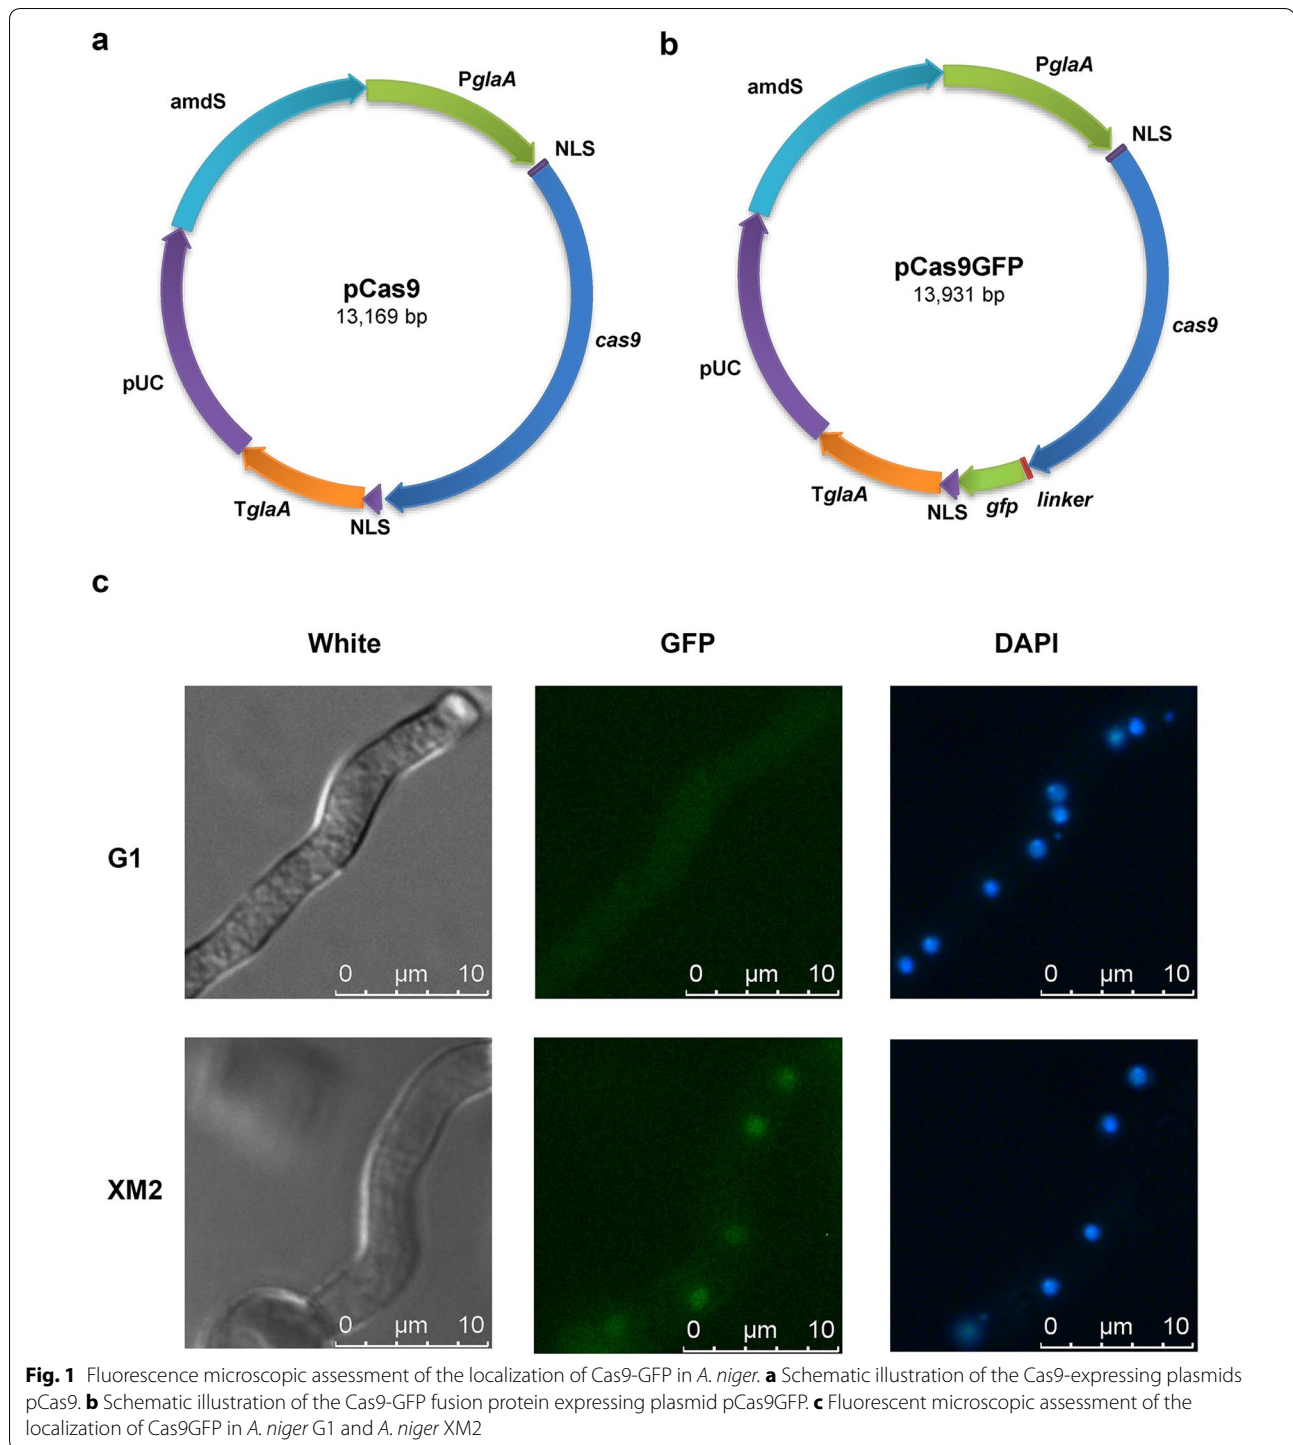 a
PglaA
amdS
NLS
pCas9
13,169 bp
cas9
pUC
TglaA
NLS
b
PglaA
amdS
NLS
pCas9GFP
13,931 bp
cas9
pUC
TglaA
NLS
gfp
linker
c
White GFP DAPI
G1
0 µm 10
0 µm 10
0 µm 10
XM2
0 µm 10
0 µm 10
0 µm 10
Fig. 1 Fluorescence microscopic assessment of the localization of Cas9-GFP in A. niger. a Schematic illustration of the Cas9-expressing plasmids
pCas9. b Schematic illustration of the Cas9-GFP fusion protein expressing plasmid pCas9GFP. c Fluorescent microscopic assessment of the
localization of Cas9GFP in A. niger G1 and A. niger XM2